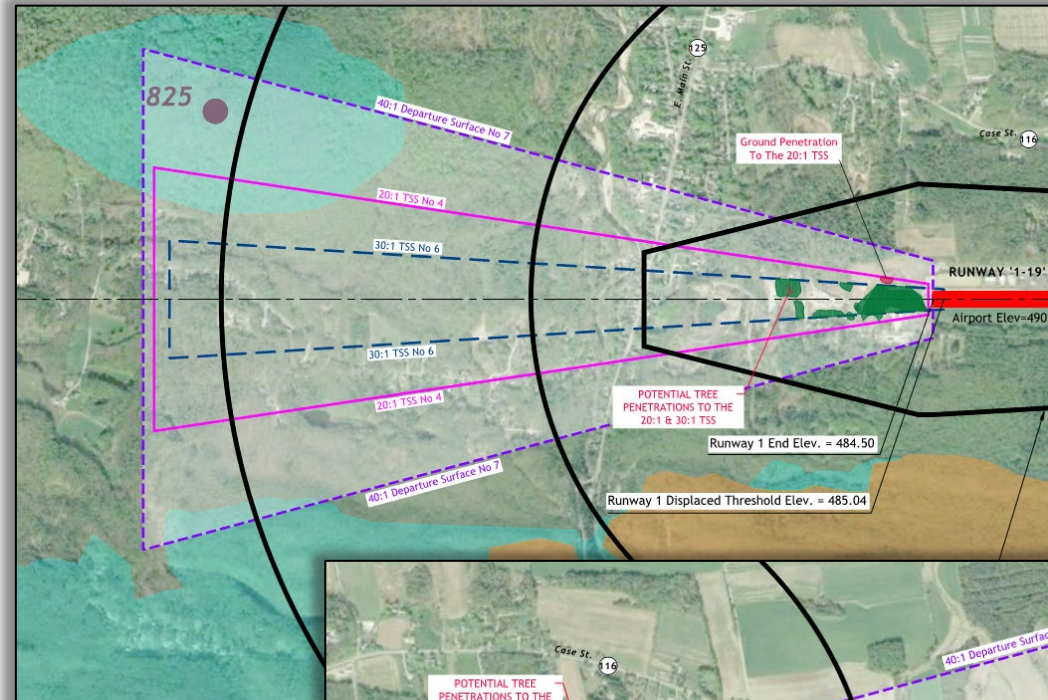 825
40:1 Departure Surface No 7
E. Main St.
125
Case St.
116
Ground Penetration
To The 20:1 TSS
20:1 TSS No 4
30:1 TSS No 6
RUNWAY '1-19'
Airport Elev=490
30:1 TSS No 6
20:1 TSS No 4
POTENTIAL TREE
PENETRATIONS TO THE
20:1 & 30:1 TSS
Runway 1 End Elev. = 484.50
40:1 Departure Surface No 7
Runway 1 Displaced Threshold Elev. = 485.04
Case St.
116
40:1 Departure Surfac
POTENTIAL TREE
PENETRATIONS TO THE